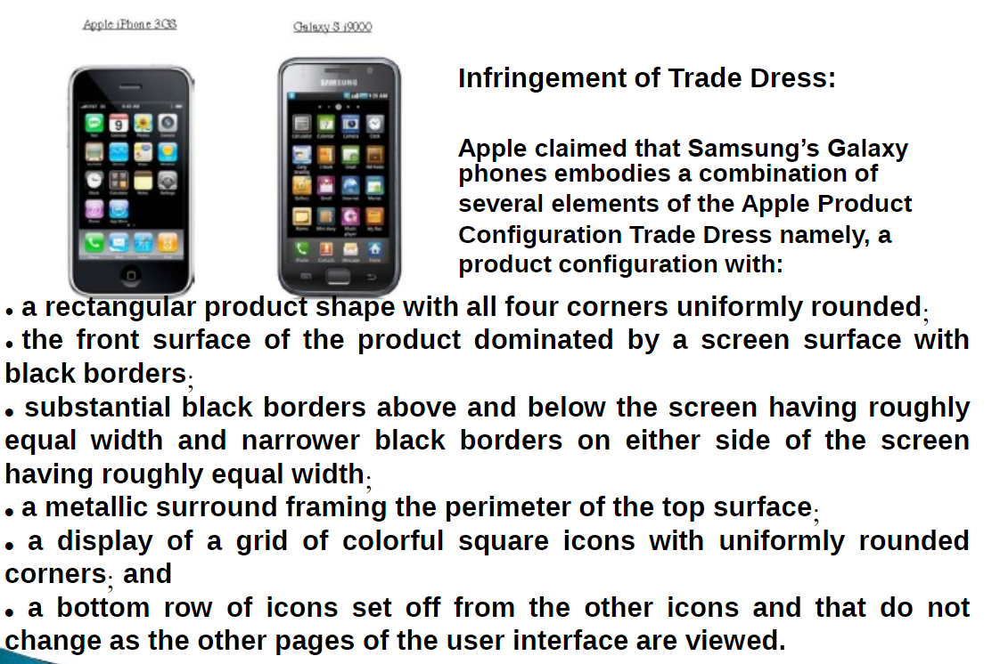 Apple iPhone 3GS
Galaxy S i9000
SAMSUNG
Infringement of Trade Dress:
Apple claimed that Samsung’s Galaxy
phones embodies a combination of
several elements of the Apple Product
Configuration Trade Dress namely, a
product configuration with:
• a rectangular product shape with all four corners uniformly rounded;
• the front surface of the product dominated by a screen surface with
black borders;
• substantial black borders above and below the screen having roughly
equal width and narrower black borders on either side of the screen
having roughly equal width;
• a metallic surround framing the perimeter of the top surface;
• a display of a grid of colorful square icons with uniformly rounded
corners; and
• a bottom row of icons set off from the other icons and that do not
change as the other pages of the user interface are viewed.